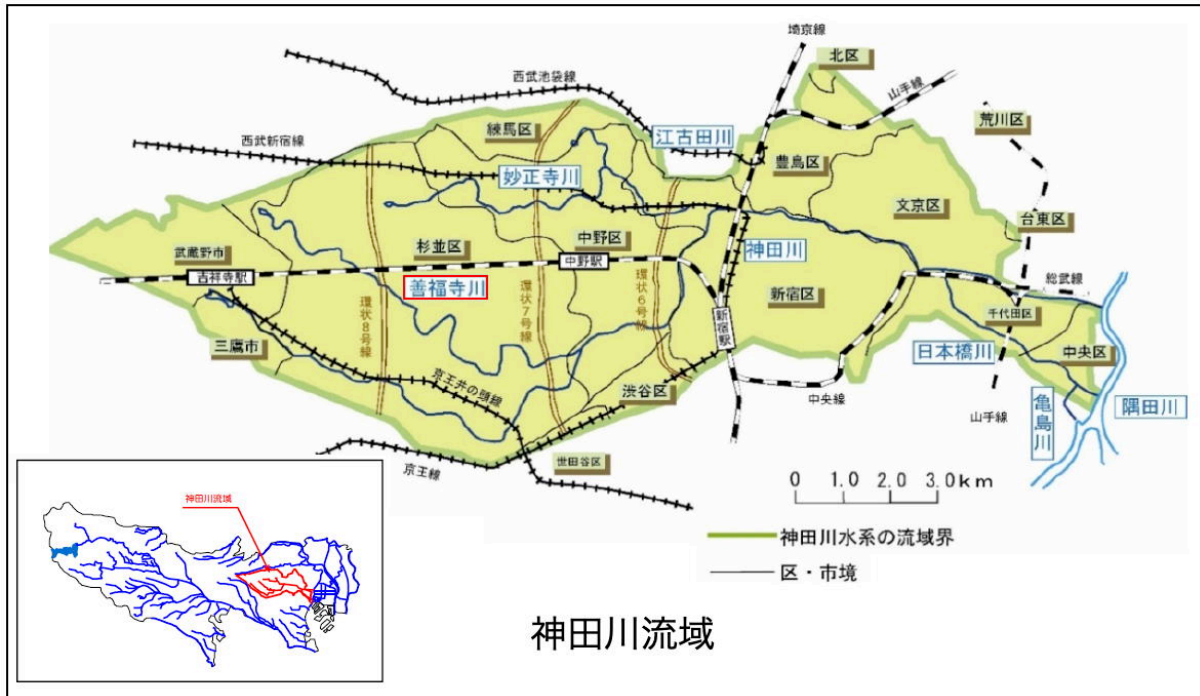 埼京線
北区
西武池袋線
山手線
荒川区
練馬区
江古田川
西武新宿線
豊島区
妙正寺川
文京区
台東区
武蔵野市
杉並区
中野区
神田川
吉祥寺駅
中野駅
善福寺川
総武線
環状8号線
環状7号線
環状6号線
新宿区
千代田区
新宿駅
三鷹市
日本橋川
中央区
京王井の頭線
渋谷区
中央線
山手線
亀島川
隅田川
京王線
世田谷区
0 1.0 2.0 3.0km
神田川水系の流域界
区・市境
神田川流域
神田川流域